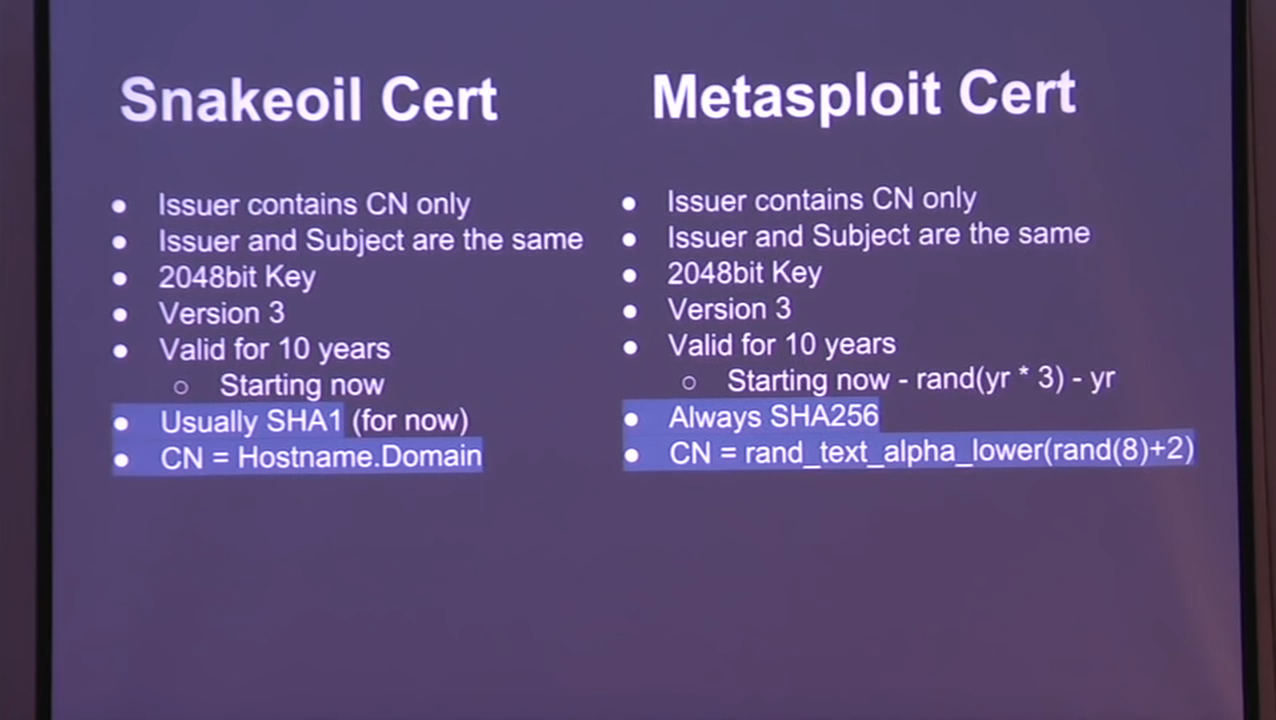 Snakeoil Cert
● Issuer contains CN only
● Issuer and Subject are the same
● 2048bit Key
● Version 3
● Valid for 10 years
○ Starting now
● Usually SHA1 (for now)
● CN = Hostname.Domain
Metasploit Cert
● Issuer contains CN only
● Issuer and Subject are the same
● 2048bit Key
● Version 3
● Valid for 10 years
○ Starting now - rand(yr * 3) - yr
● Always SHA256
● CN = rand_text_alpha_lower(rand(8)+2)